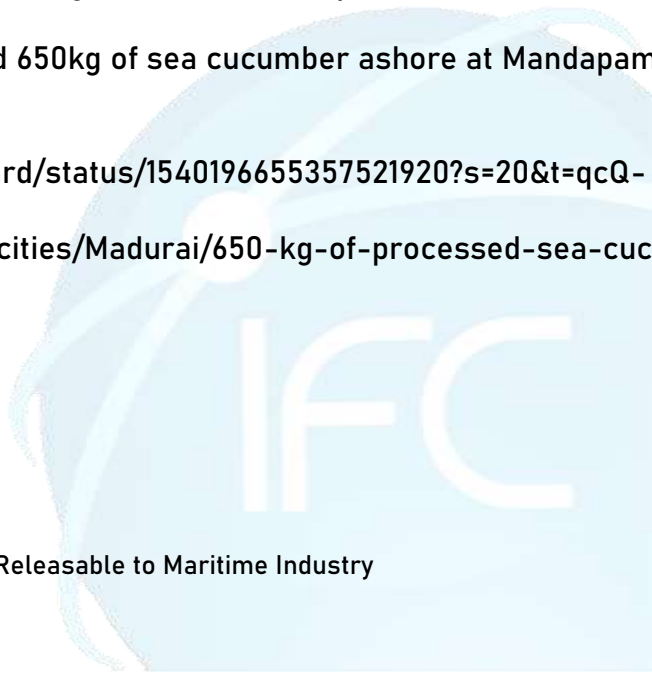 d 650kg of sea cucumber ashore at Mandapam
rd/status/1540196655357521920?s=20&t=qcQ-
cities/Madurai/650-kg-of-processed-sea-cuc
IFC
Releasable to Maritime Industry